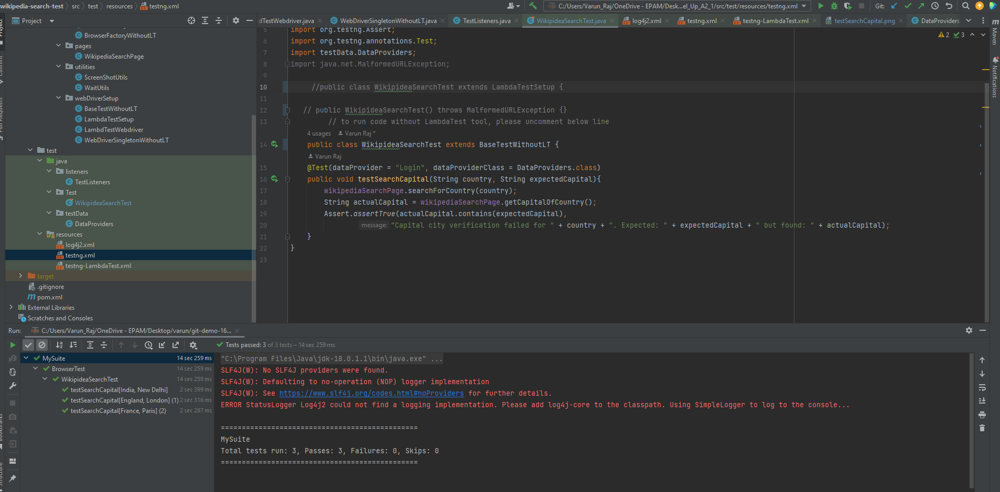 wikipedia-search-test src test resources testng.xml
C:/Users/Varun_Raj/OneDrive - EPAM/Desk...el_Up_A2_1/src/test/resources/testng.xml
Git:
Project
dTestWebdriver.java WebDriverSingletonWithoutLT.java TestListeners.java WikipideaSearchTest.java log4j2.xml testng.xml testng-LambdaTest.xml testSearchCapital.png DataProviders
Project
Commit
Pull Requests
Bookmarks
Structure
Maven
Notifications
BrowserFactoryWithoutLT
pages
WikipediaSearchPage
utilities
ScreenShotUtils
WaitUtils
webDriverSetup
BaseTestWithoutLT
LambdaTestSetup
LambdTestWebdriver
WebDriverSingletonWithoutLT
test
java
listeners
TestListeners
Test
WikipideaSearchTest
testData
DataProviders
resources
log4j2.xml
testng.xml
testng-LambdaTest.xml
target
.gitignore
pom.xml
External Libraries
Scratches and Consoles
2 3
5 import org.testng.Assert;
6 import org.testng.annotations.Test;
7 import testData.DataProviders;
8 import java.net.MalformedURLException;
9
10 //public class WikipideaSearchTest extends LambdaTestSetup {
11
12 // public WikipideaSearchTest() throws MalformedURLException {}
13 // to run code without LambdaTest tool, please uncomment below line
4 usages Varun Raj *
14 public class WikipideaSearchTest extends BaseTestWithoutLT {
Varun Raj
15 @Test(dataProvider = "Login", dataProviderClass = DataProviders.class)
16 public void testSearchCapital(String country, String expectedCapital){
17 wikipediaSearchPage.searchForCountry(country);
18 String actualCapital = wikipediaSearchPage.getCapitalOfCountry();
19 Assert.assertTrue(actualCapital.contains(expectedCapital),
20 message: "Capital city verification failed for " + country + ". Expected: " + expectedCapital + " but found: " + actualCapital);
21 }
22 }
23
Run: C:/Users/Varun_Raj/OneDrive - EPAM/Desktop/varun/git-demo-16...
Tests passed: 3 of 3 tests – 14 sec 259 ms
MySuite 14 sec 259 ms
BrowserTest 14 sec 259 ms
WikipideaSearchTest 14 sec 259 ms
testSearchCapital[India, New Delhi] 2 sec 399 ms
testSearchCapital[England, London] (1) 2 sec 316 ms
testSearchCapital[France, Paris] (2) 2 sec 287 ms
"C:\Program Files\Java\jdk-18.0.1.1\bin\java.exe" ...
SLF4J(W): No SLF4J providers were found.
SLF4J(W): Defaulting to no-operation (NOP) logger implementation
SLF4J(W): See https://www.slf4j.org/codes.html#noProviders for further details.
ERROR StatusLogger Log4j2 could not find a logging implementation. Please add log4j-core to the classpath. Using SimpleLogger to log to the console...
===============================================
MySuite
Total tests run: 3, Passes: 3, Failures: 0, Skips: 0
===============================================